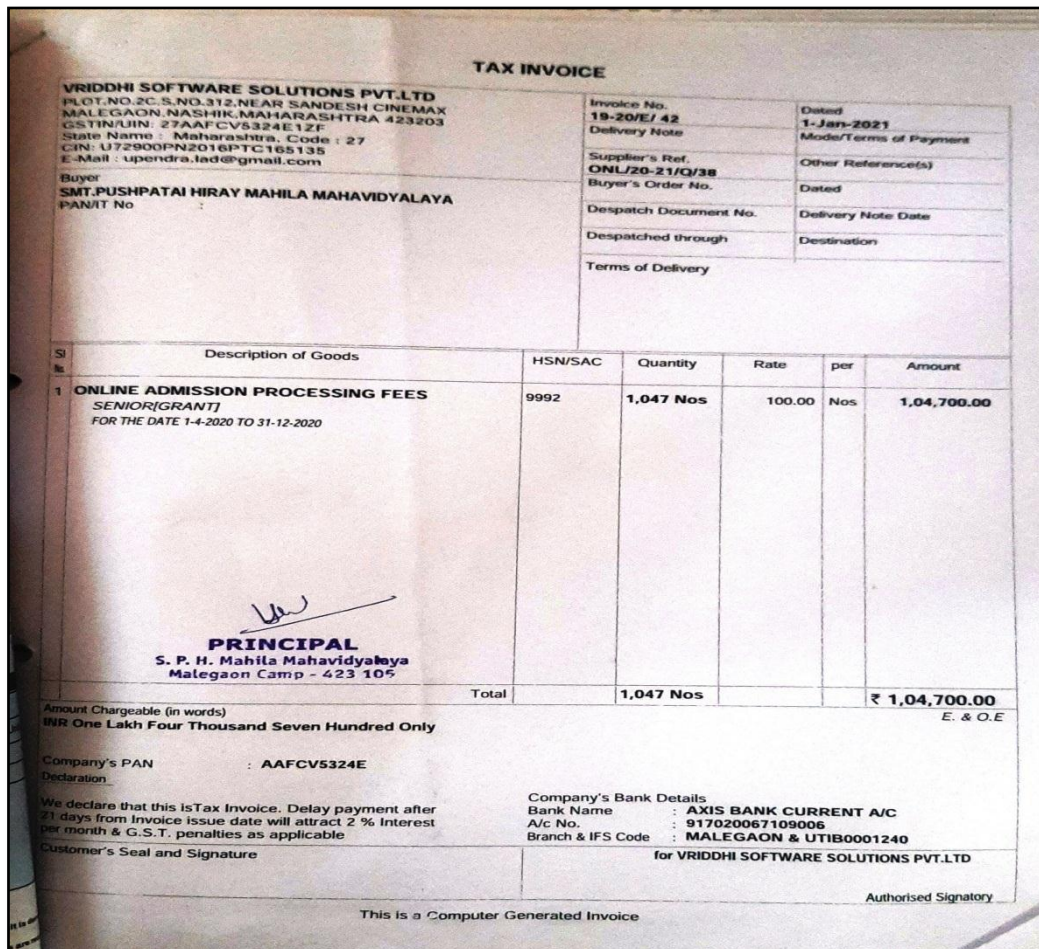 TAX INVOICE
VRIDDHI SOFTWARE SOLUTIONS PVT.LTD
PLOT.NO.2C,S.NO.312,NEAR SANDESH CINEMAX
MALEGAON,NASHIK,MAHARASHTRA 423203
GSTIN/UIN: 27AAFCV5324E1ZF
State Name : Maharashtra, Code : 27
CIN: U72900PN2016PTC165135
E-Mail : upendra.lad@gmail.com
Buyer
SMT.PUSHPATAI HIRAY MAHILA MAHAVIDYALAYA
PAN/IT No :
Invoice No. Dated
19-20/E/ 42 1-Jan-2021
Delivery Note Mode/Terms of Payment
Supplier's Ref. Other Reference(s)
ONL/20-21/Q/38
Buyer's Order No. Dated
Despatch Document No. Delivery Note Date
Despatched through Destination
Terms of Delivery
Sl No. Description of Goods HSN/SAC Quantity Rate per Amount
1 ONLINE ADMISSION PROCESSING FEES 9992 1,047 Nos 100.00 Nos 1,04,700.00
SENIOR[GRANT]
FOR THE DATE 1-4-2020 TO 31-12-2020
PRINCIPAL
S. P. H. Mahila Mahavidyalaya
Malegaon Camp - 423 105
Total 1,047 Nos ₹ 1,04,700.00
Amount Chargeable (in words) E. & O.E
INR One Lakh Four Thousand Seven Hundred Only
Company's PAN : AAFCV5324E
Declaration
We declare that this isTax Invoice. Delay payment after
21 days from Invoice issue date will attract 2 % Interest
per month & G.S.T. penalties as applicable
Company's Bank Details
Bank Name : AXIS BANK CURRENT A/C
A/c No. : 917020067109006
Branch & IFS Code : MALEGAON & UTIB0001240
Customer's Seal and Signature
for VRIDDHI SOFTWARE SOLUTIONS PVT.LTD
Authorised Signatory
This is a Computer Generated Invoice